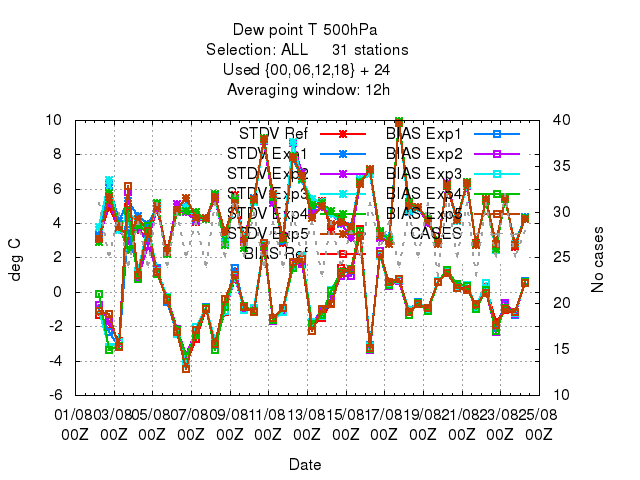 Dew point T 500hPa
Selection: ALL 31 stations
Used {00,06,12,18} + 24
Averaging window: 12h
10 40
STDV Ref BIAS Exp1
STDV Exp1 BIAS Exp2
8 35
STDV Exp2 BIAS Exp3
STDV Exp3 BIAS Exp4
6
STDV Exp4 BIAS Exp5
4 30
STDV Exp5 CASES
BIAS Ref
2 25
0
20
-2
15
-4
-6 10
deg C
No cases
01/08 03/08 05/08 07/08 09/08 11/08 13/08 15/08 17/08 19/08 21/08 23/08 25/08
00Z 00Z 00Z 00Z 00Z 00Z 00Z 00Z 00Z 00Z 00Z 00Z 00Z
Date